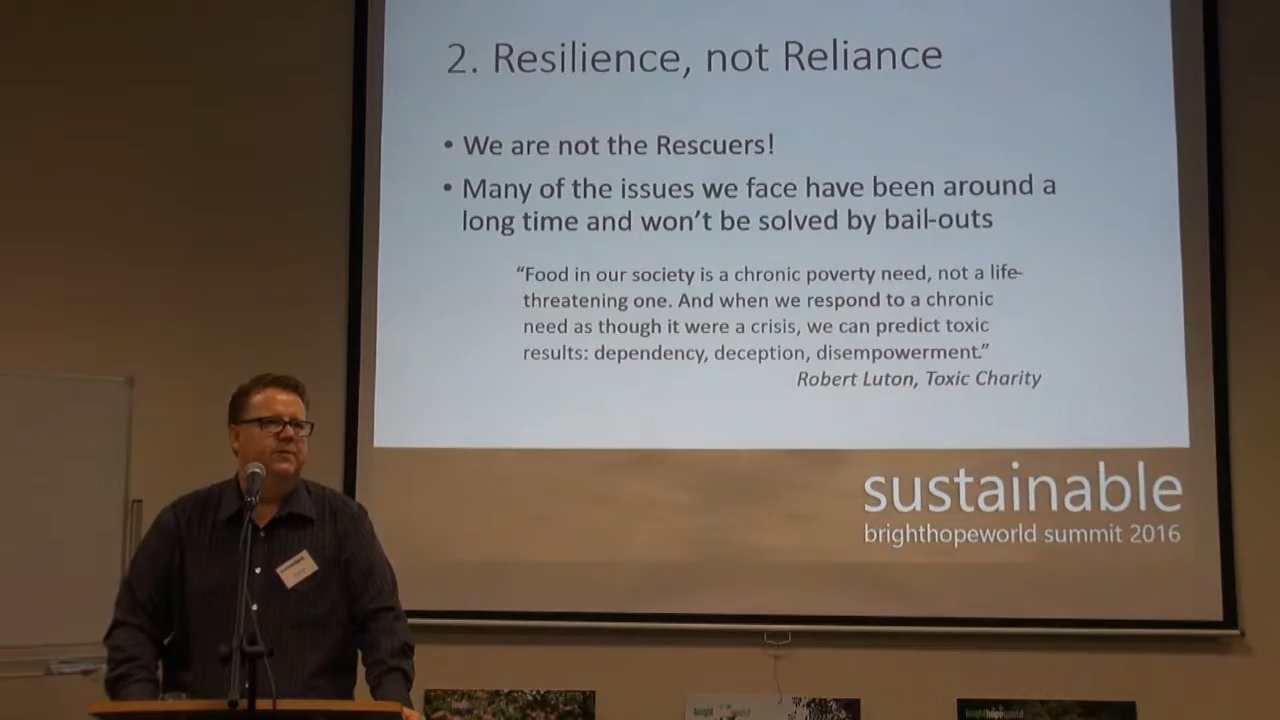 2. Resilience, not Reliance
• We are not the Rescuers!
• Many of the issues we face have been around a
long time and won't be solved by bail-outs
“Food in our society is a chronic poverty need, not a life-
threatening one. And when we respond to a chronic
need as though it were a crisis, we can predict toxic
results: dependency, deception, disempowerment.”
Robert Luton, Toxic Charity
sustainable
brighthopeworld summit 2016